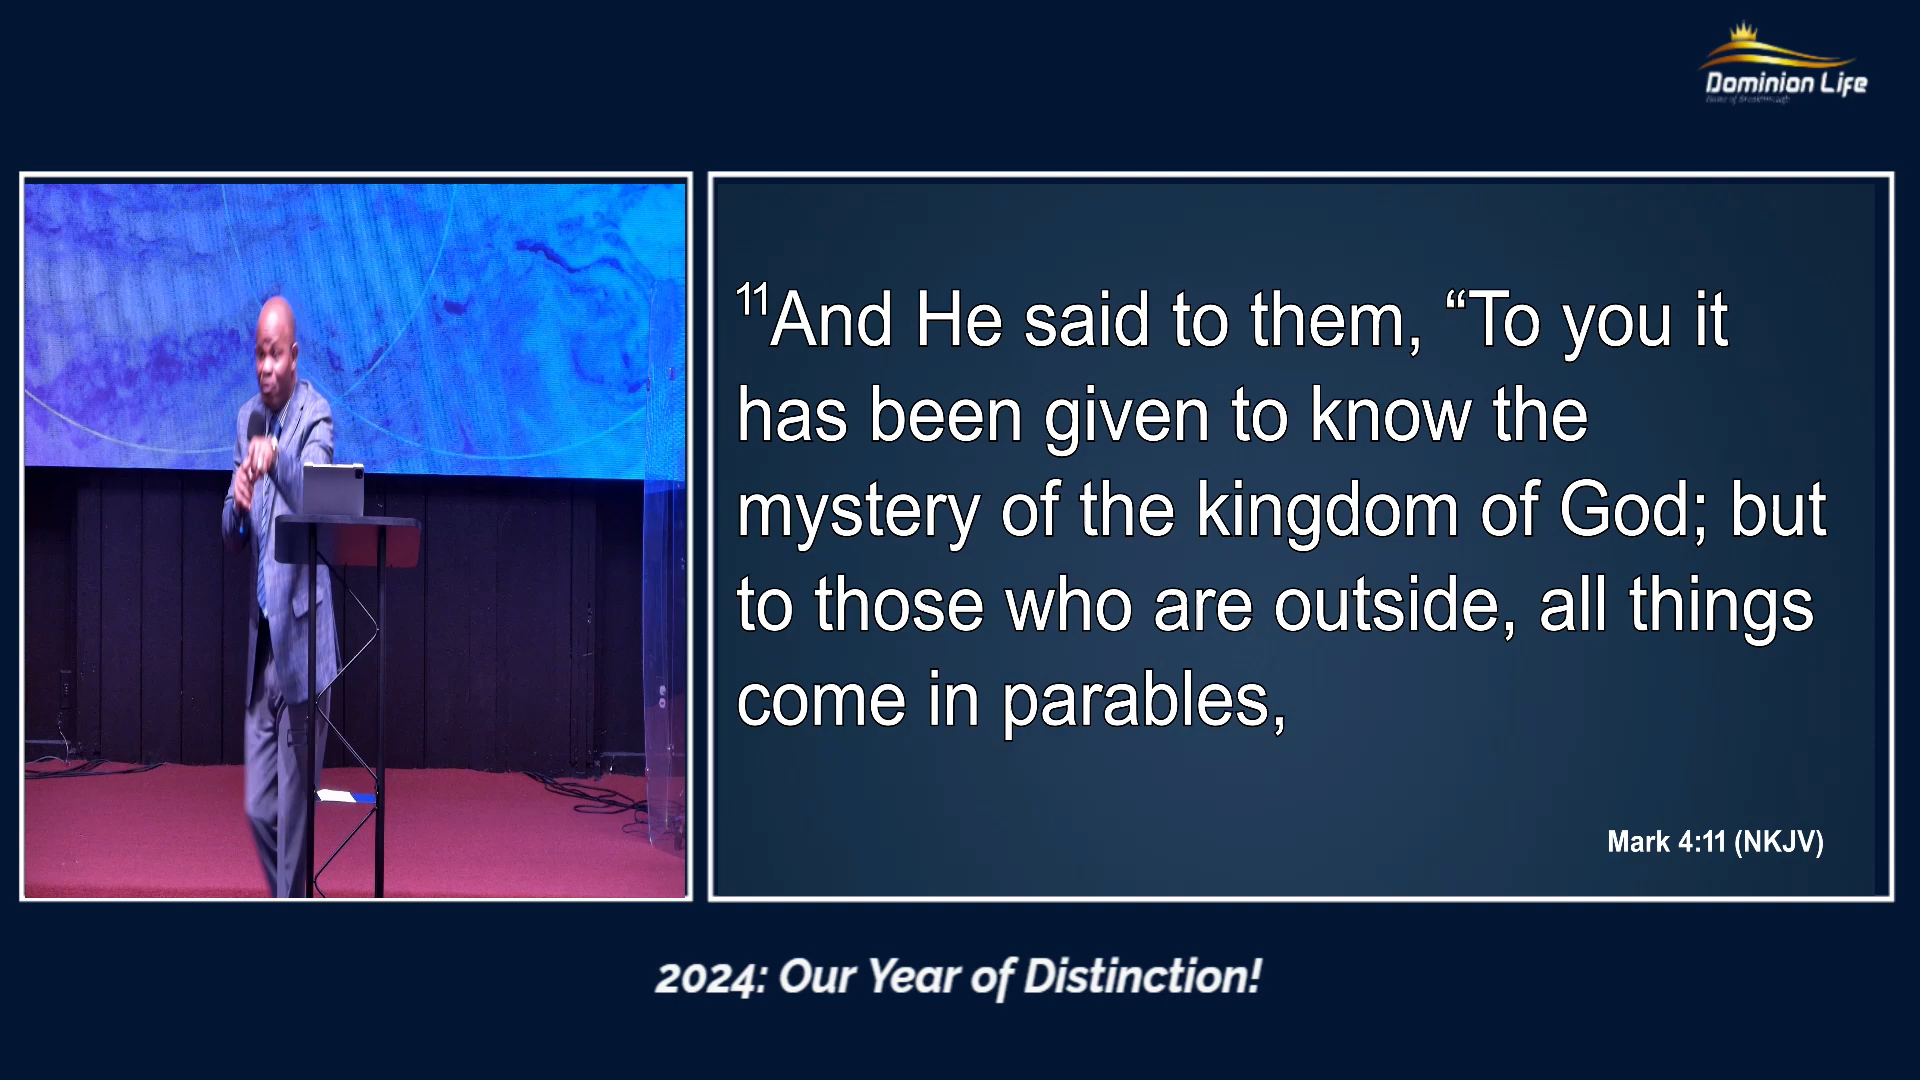 Dominion Life
11And He said to them, “To you it
has been given to know the
mystery of the kingdom of God; but
to those who are outside, all things
come in parables,
Mark 4:11 (NKJV)
2024: Our Year of Distinction!